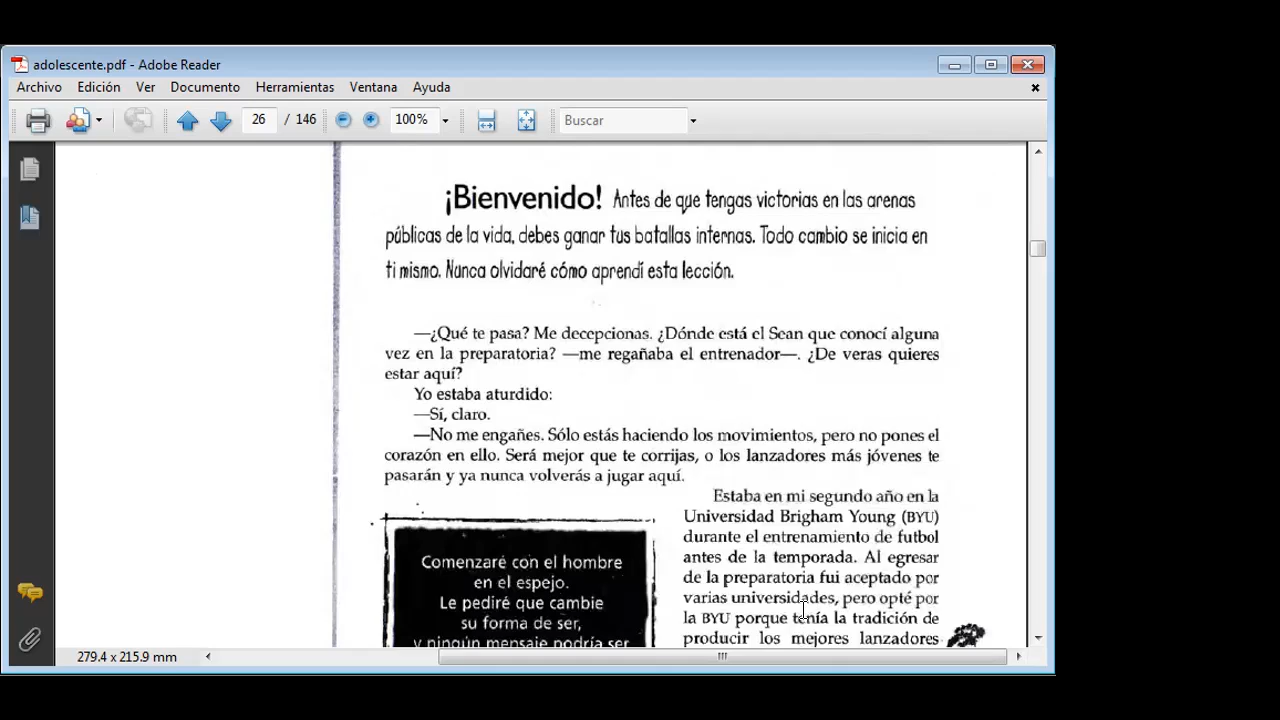 adolescente.pdf - Adobe Reader
Archivo Edición Ver Documento Herramientas Ventana Ayuda
26 / 146 100% Buscar
¡Bienvenido! Antes de que tengas victorias en las arenas
públicas de la vida, debes ganar tus batallas internas. Todo cambio se inicia en
ti mismo. Nunca olvidaré cómo aprendí esta lección.
—¿Qué te pasa? Me decepcionas. ¿Dónde está el Sean que conocí alguna
vez en la preparatoria? —me regañaba el entrenador—. ¿De veras quieres
estar aquí?
Yo estaba aturdido:
—Sí, claro.
—No me engañes. Sólo estás haciendo los movimientos, pero no pones el
corazón en ello. Será mejor que te corrijas, o los lanzadores más jóvenes te
pasarán y ya nunca volverás a jugar aquí.
Estaba en mi segundo año en la
Universidad Brigham Young (BYU)
durante el entrenamiento de futbol
antes de la temporada. Al egresar
de la preparatoria fui aceptado por
varias universidades, pero opté por
la BYU porque tenía la tradición de
producir los mejores lanzadores
Comenzaré con el hombre
en el espejo.
Le pediré que cambie
su forma de ser,
y ningún mensaje podría ser
279.4 x 215.9 mm